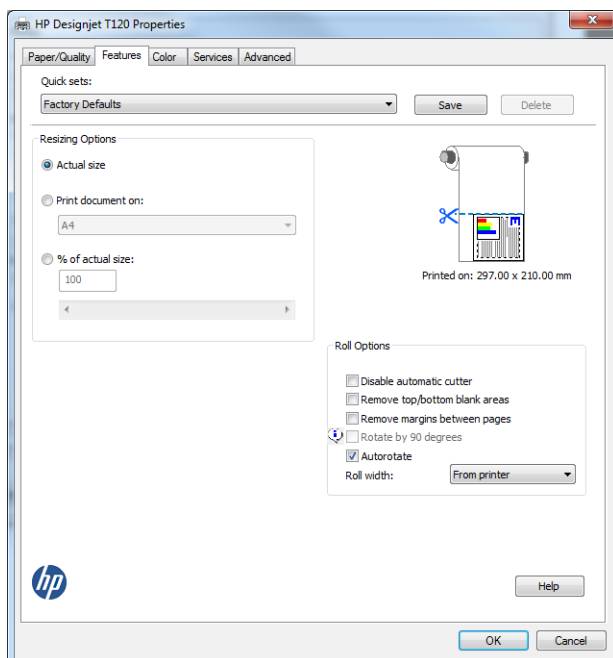 HP Designjet T120 Properties
Paper/Quality Features Color Services Advanced
Quick sets:
Factory Defaults Save Delete
Resizing Options
Actual size
Print document on:
A4
% of actual size:
100
Printed on: 297.00 x 210.00 mm
Roll Options
Disable automatic cutter
Remove top/bottom blank areas
Remove margins between pages
Rotate by 90 degrees
Autorotate
Roll width: From printer
hp
Help
OK Cancel